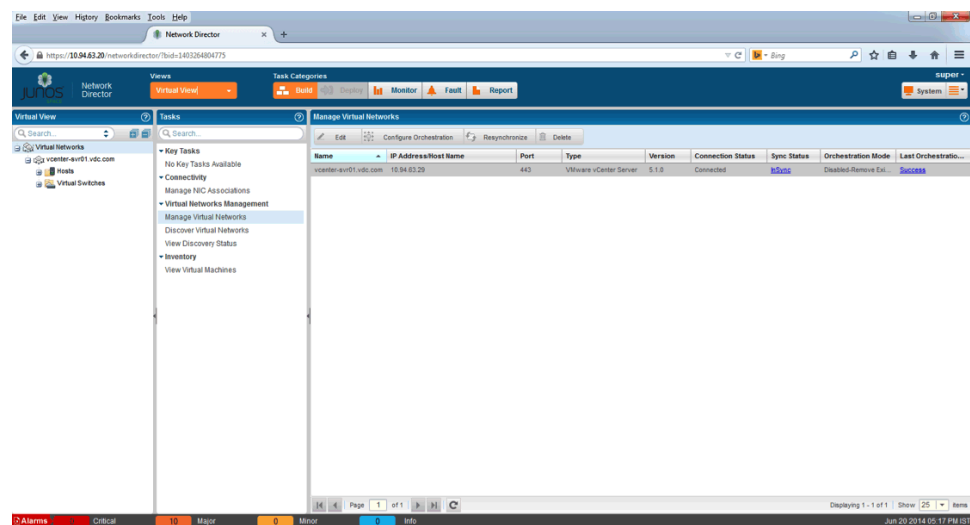 File Edit View History Bookmarks Tools Help
Network Director × +
https://10.94.63.20/networkdirector/?bid=1403264804775
Bing
JUNOS Network Director
Views
Virtual View
Task Categories
Build Deploy Monitor Fault Report
super
System
Virtual View
Search...
Virtual Networks
vcenter-svr01.vdc.com
Hosts
Virtual Switches
Tasks
Search...
Key Tasks
No Key Tasks Available
Connectivity
Manage NIC Associations
Virtual Networks Management
Manage Virtual Networks
Discover Virtual Networks
View Discovery Status
Inventory
View Virtual Machines
Manage Virtual Networks
Edit Configure Orchestration Resynchronize Delete
Name IP Address/Host Name Port Type Version Connection Status Sync Status Orchestration Mode Last Orchestratio...
vcenter-svr01.vdc.com 10.94.63.29 443 VMware vCenter Server 5.1.0 Connected InSync Disabled-Remove Exi... Success
Page 1 of 1
Displaying 1 - 1 of 1 Show 25 items
Alarms Critical 10 Major 0 Minor 0 Info
Jun 20 2014 05:17 PM IST